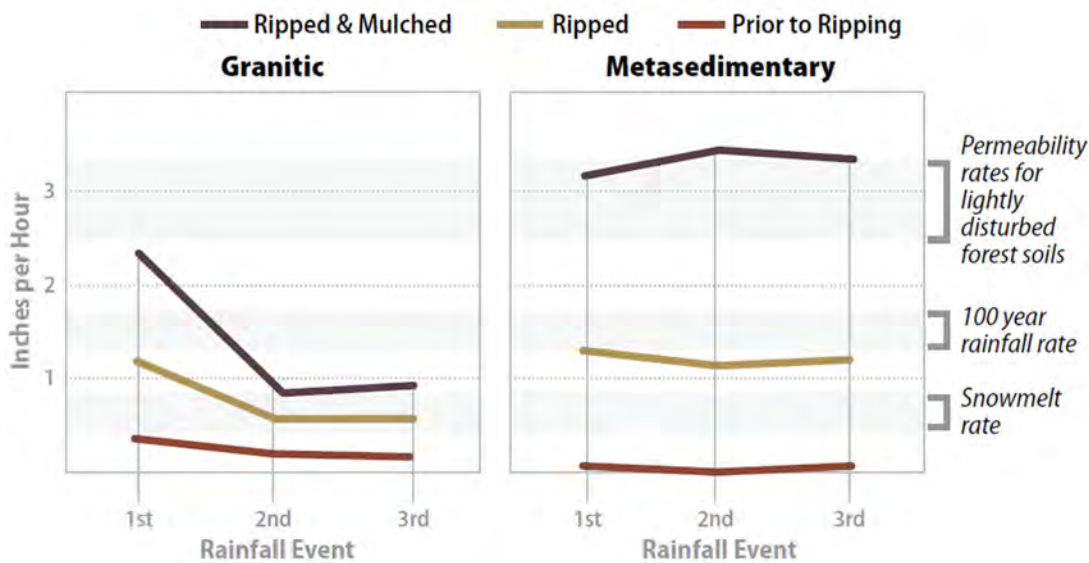 Ripped & Mulched Ripped Prior to Ripping
Granitic
Metasedimentary
Inches per Hour
3
2
1
1st 2nd 3rd
Rainfall Event
1st 2nd 3rd
Rainfall Event
Permeability
rates for
lightly
disturbed
forest soils
100 year
rainfall rate
Snowmelt
rate